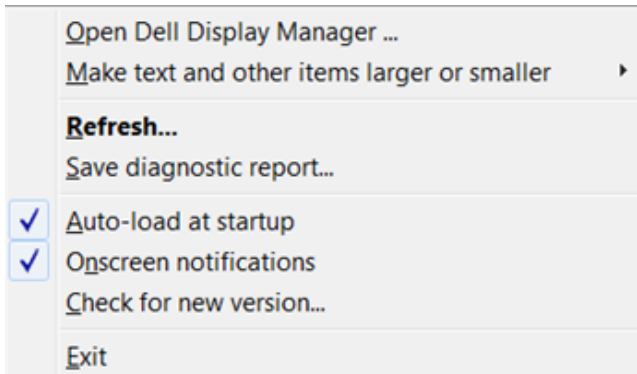 Open Dell Display Manager ...
Make text and other items larger or smaller
Refresh...
Save diagnostic report...
Auto-load at startup
Onscreen notifications
Check for new version...
Exit